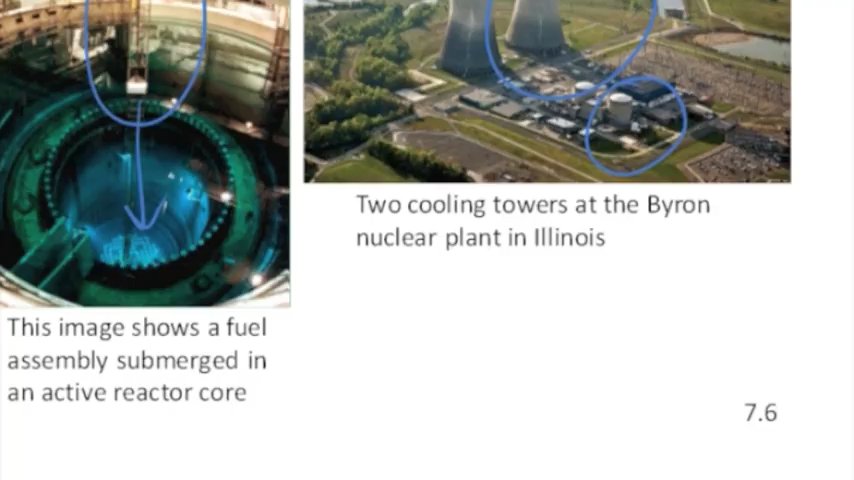 Two cooling towers at the Byron
nuclear plant in Illinois
This image shows a fuel
assembly submerged in
an active reactor core
7.6